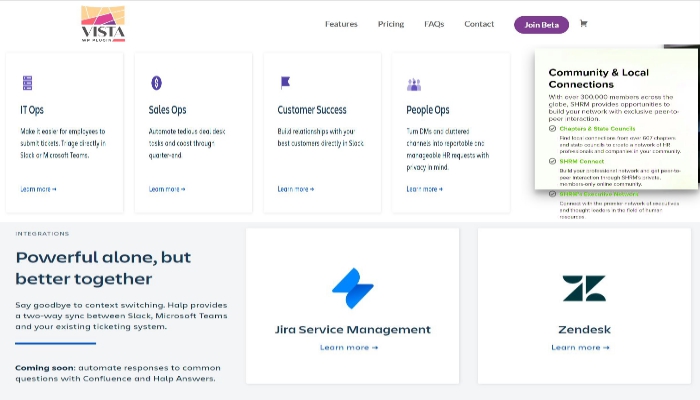 VISTA
WP PLUGIN
Features
Pricing
FAQs
Contact
Join Beta
IT Ops
Make it easier for employees to
submit tickets. Triage directly in
Slack or Microsoft Teams.
Learn more →
Sales Ops
Automate tedious deal desk
tasks and coast through
quarter-end.
Learn more →
Customer Success
Build relationships with your
best customers directly in Slack.
Learn more →
People Ops
Turn DMs and cluttered
channels into reportable and
manageable HR requests with
privacy in mind.
Learn more →
Community & Local
Connections
With over 300,000 members across the
globe, SHRM provides opportunities to
build your network with exclusive peer-to-
peer interaction.
Chapters & State Councils
Find local connections from over 607 chapters
and state councils to create a network of HR
professionals and companies in your community.
SHRM Connect
Build your professional network and get peer-to-
peer interaction through SHRM's private,
members-only online community.
SHRM's Executive Network
Connect with the premier network of executives
and thought leaders in the field of human
resources
INTEGRATIONS
Powerful alone, but
better together
Say goodbye to context switching. Halp provides
a two-way sync between Slack, Microsoft Teams
and your existing ticketing system.
Coming soon: automate responses to common
questions with Confluence and Halp Answers.
Jira Service Management
Learn more →
Zendesk
Learn more →